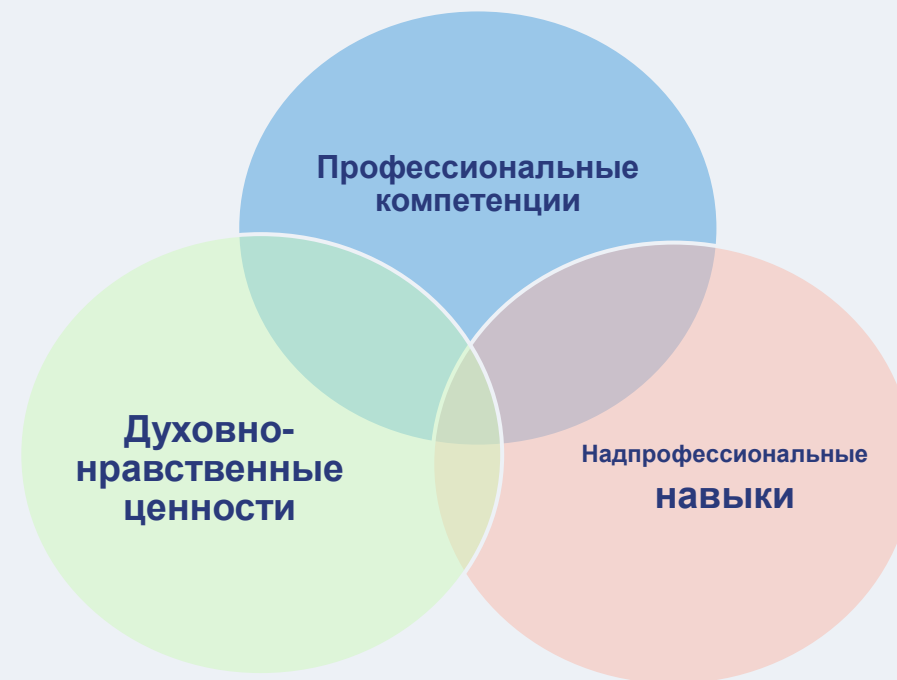 Профессиональные
компетенции
Духовно-
нравственные
ценности
Надпрофессиональные
навыки